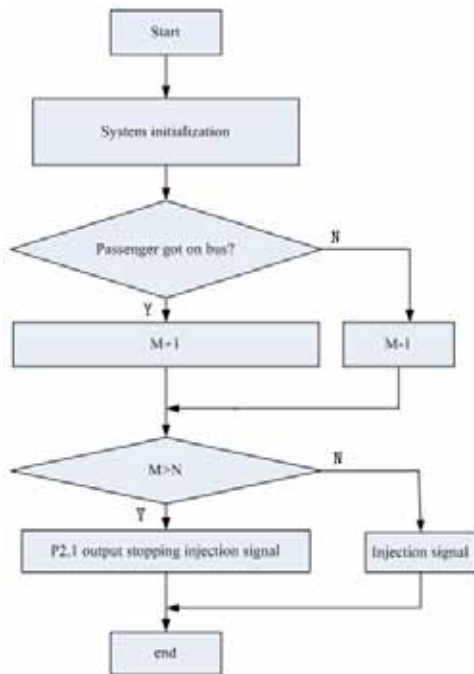 Start
System initialization
Passenger got on bus?
N
Y
M+1
M-1
M>N
N
Y
P2.1 output stopping injection signal
Injection signal
end